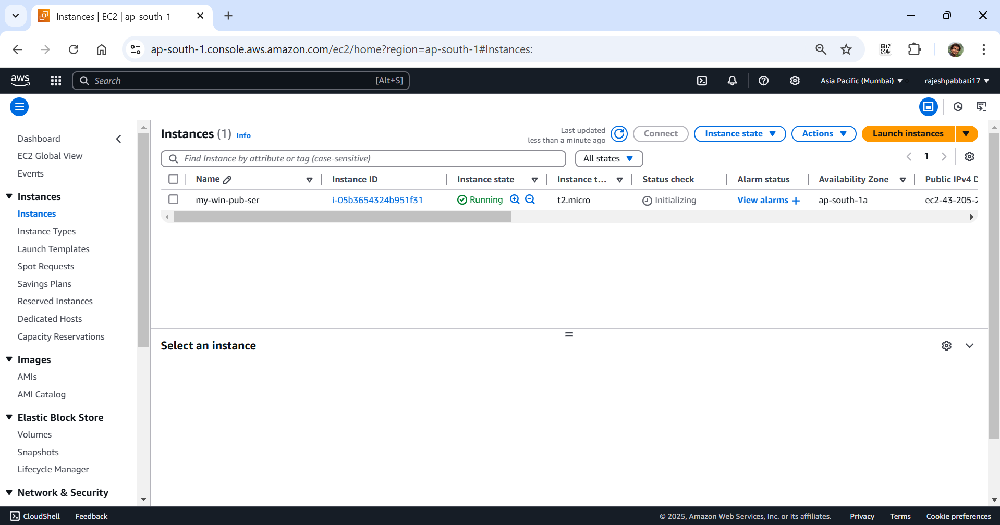 Instances | EC2 | ap-south-1
ap-south-1.console.aws.amazon.com/ec2/home?region=ap-south-1#Instances:
aws
Search [Alt+S]
Asia Pacific (Mumbai)
rajeshpabbati17
Dashboard
EC2 Global View
Events
Instances
Instances
Instance Types
Launch Templates
Spot Requests
Savings Plans
Reserved Instances
Dedicated Hosts
Capacity Reservations
Images
AMIs
AMI Catalog
Elastic Block Store
Volumes
Snapshots
Lifecycle Manager
Network & Security
Instances (1) Info
Last updated
less than a minute ago
Connect
Instance state
Actions
Launch instances
Find Instance by attribute or tag (case-sensitive)
All states
1
Name Instance ID Instance state Instance t... Status check Alarm status Availability Zone Public IPv4 D
my-win-pub-ser i-05b3654324b951f31 Running t2.micro Initializing View alarms + ap-south-1a ec2-43-205-2
Select an instance
CloudShell Feedback © 2025, Amazon Web Services, Inc. or its affiliates. Privacy Terms Cookie preferences